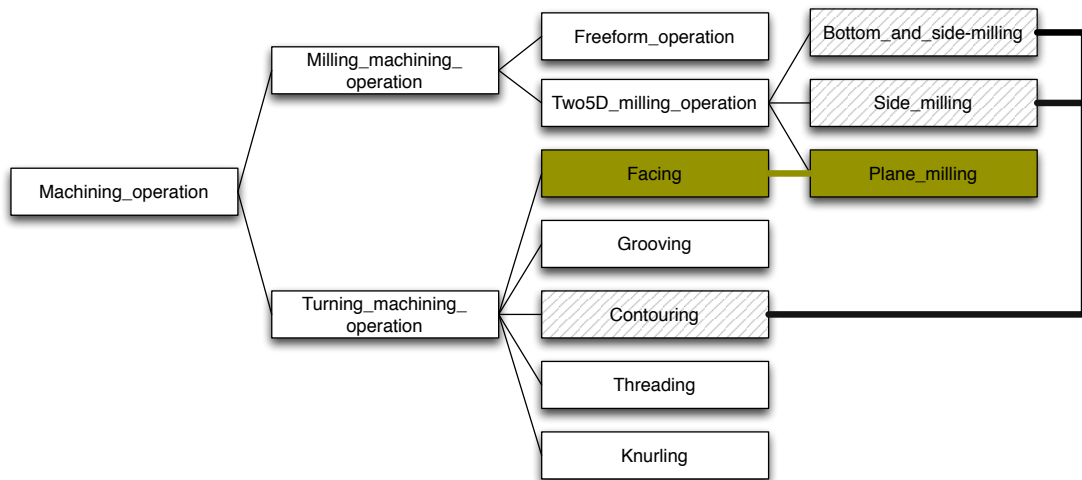 Bottom_and_side-milling
Freeform_operation
Milling_machining_
operation
Two5D_milling_operation
Side_milling
Facing
Plane_milling
Machining_operation
Grooving
Turning_machining_
operation
Contouring
Threading
Knurling